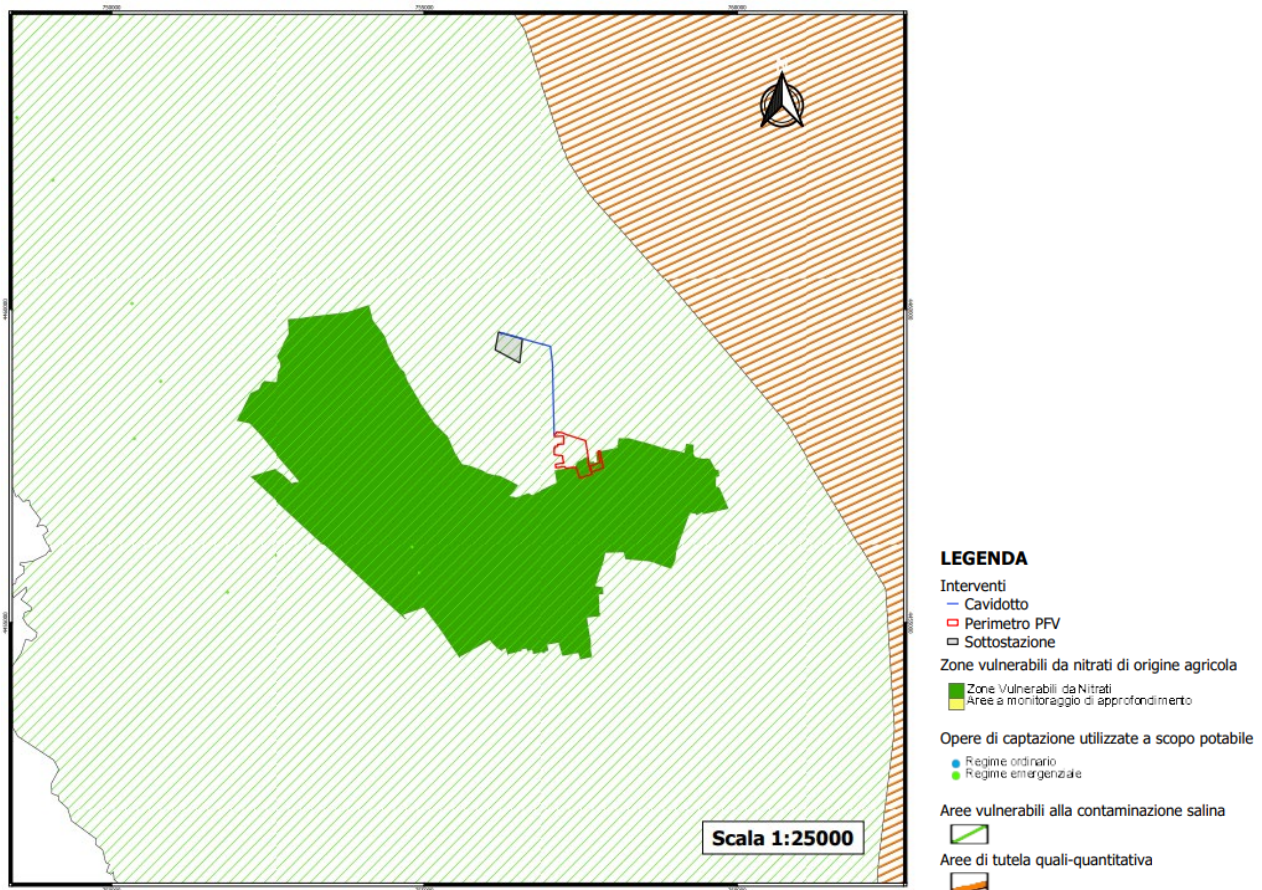 N
Scala 1:25000
LEGENDA
Interventi
Cavidotto
Perimetro PFV
Sottostazione
Zone vulnerabili da nitrati di origine agricola
Zone Vulnerabili da Nitrati
Aree a monitoraggio di approfondimento
Opere di captazione utilizzate a scopo potabile
Regime ordinario
Regime emergenziale
Aree vulnerabili alla contaminazione salina
Aree di tutela quali-quantitativa